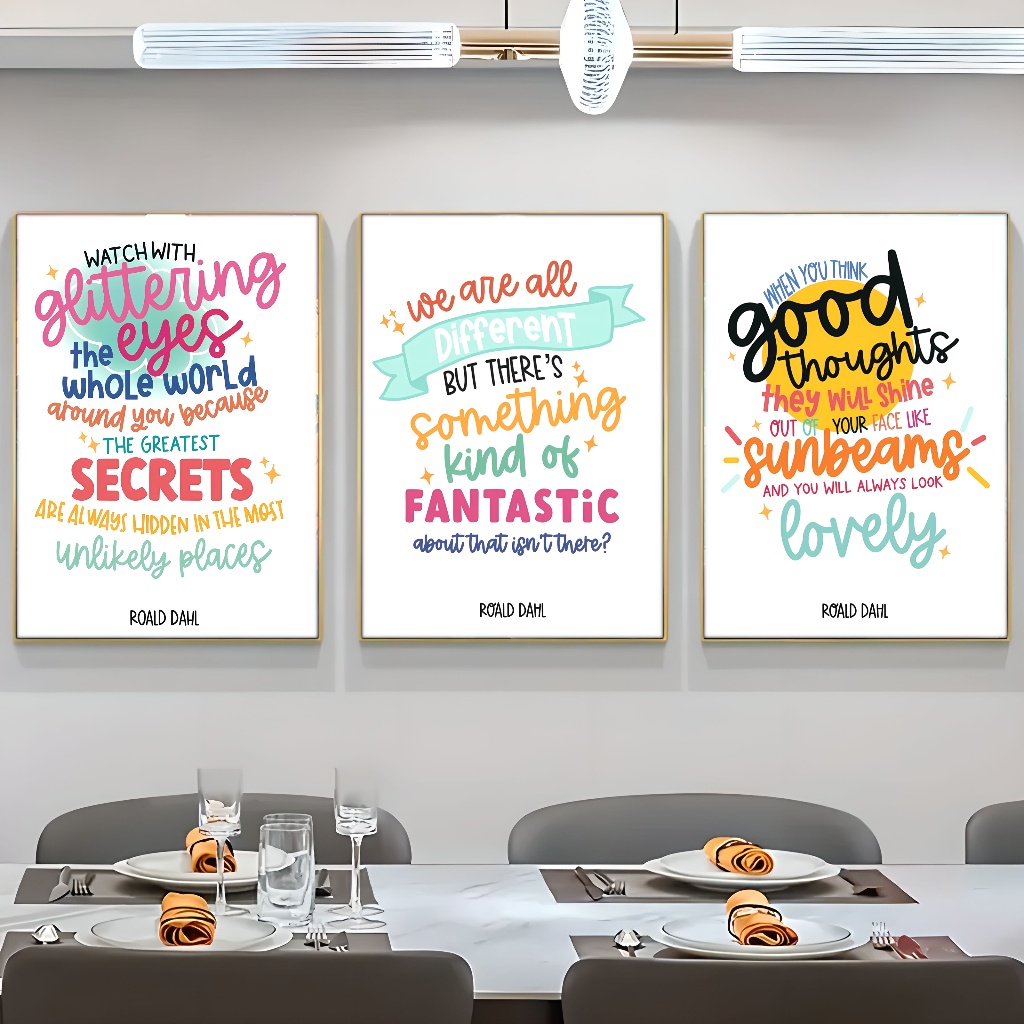 WATCH WITH
glittering
eyes
the
whole world
around you because
THE GREATEST
SECRETS
ARE ALWAYS HIDDEN IN THE MOST
unlikely places
ROALD DAHL
we are all
Different
BUT THERE'S
something
kind of
FANTASTIC
about that isn't there?
ROALD DAHL
WHEN YOU THINK
good
thoughts
they will shine
OUT OF YOUR FACE LIKE
sunbeams
AND YOU WILL ALWAYS LOOK
lovely
ROALD DAHL